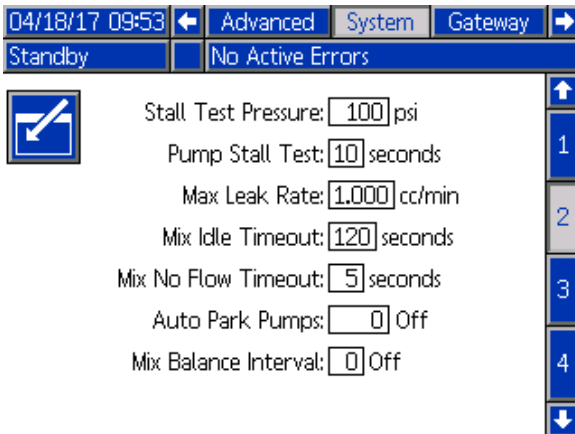 04/18/17 09:53 Advanced System Gateway
Standby No Active Errors
Stall Test Pressure: 100 psi
1
Pump Stall Test: 10 seconds
Max Leak Rate: 1.000 cc/min
2
Mix Idle Timeout: 120 seconds
Mix No Flow Timeout: 5 seconds
3
Auto Park Pumps: 0 Off
Mix Balance Interval: 0 Off
4